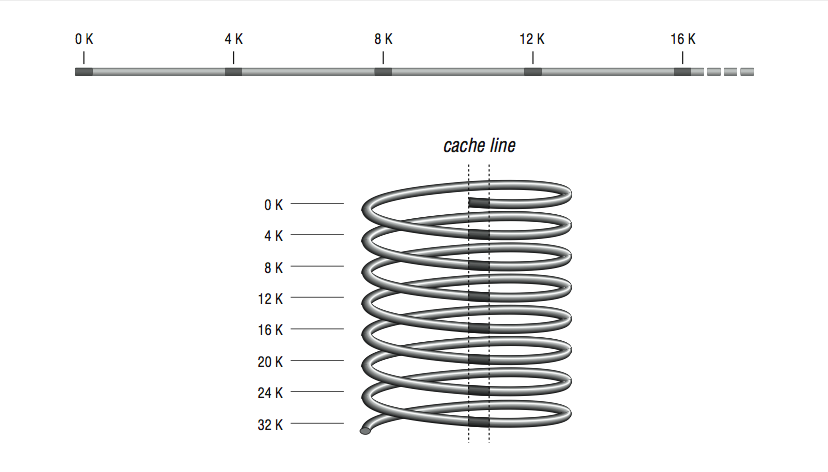 0 K 4 K 8 K 12 K 16 K
cache line
0 K
4 K
8 K
12 K
16 K
20 K
24 K
32 K